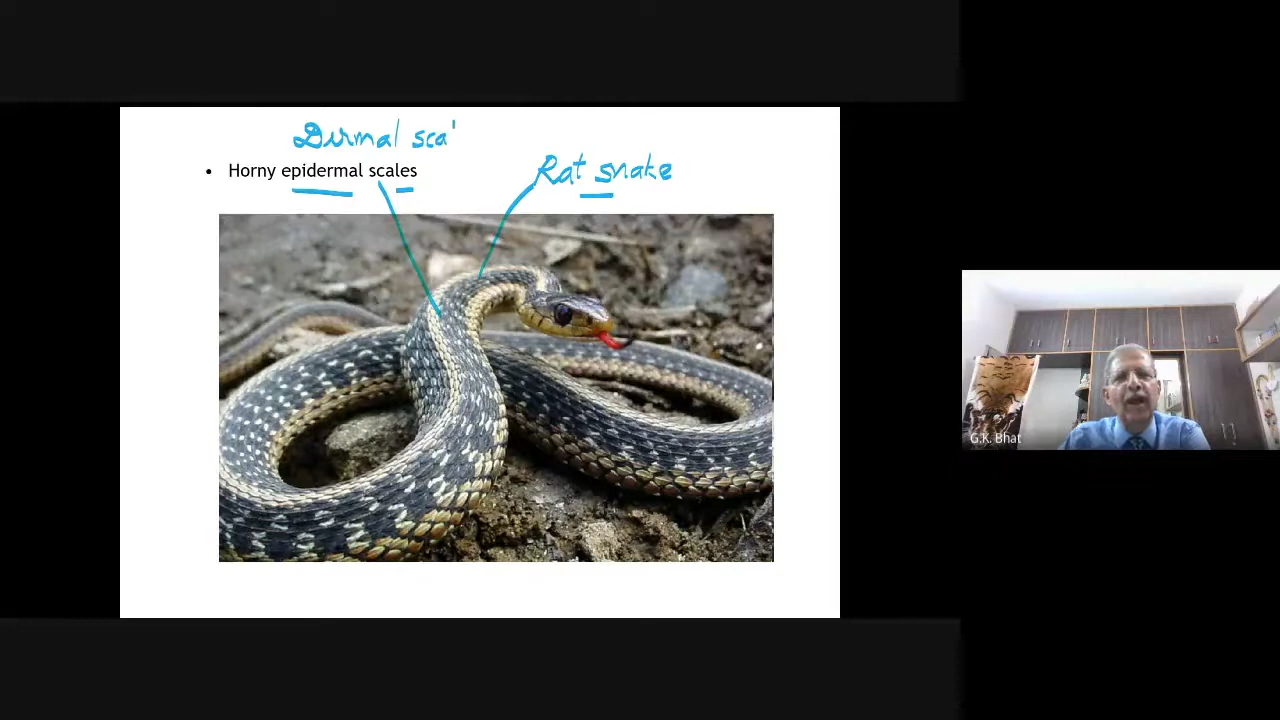 Dermal sca'
• Horny epidermal scales
Rat snake
G.K. Bhat